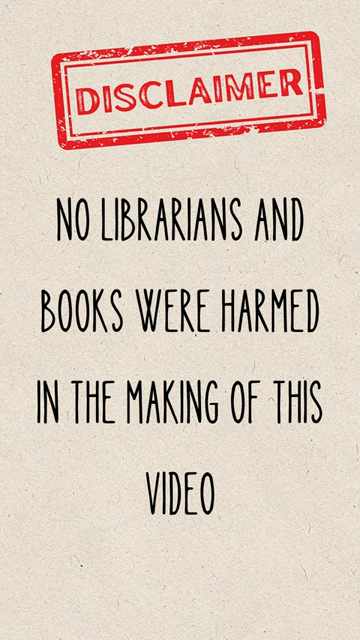 DISCLAIMER
NO LIBRARIANS AND
BOOKS WERE HARMED
IN THE MAKING OF THIS
VIDEO